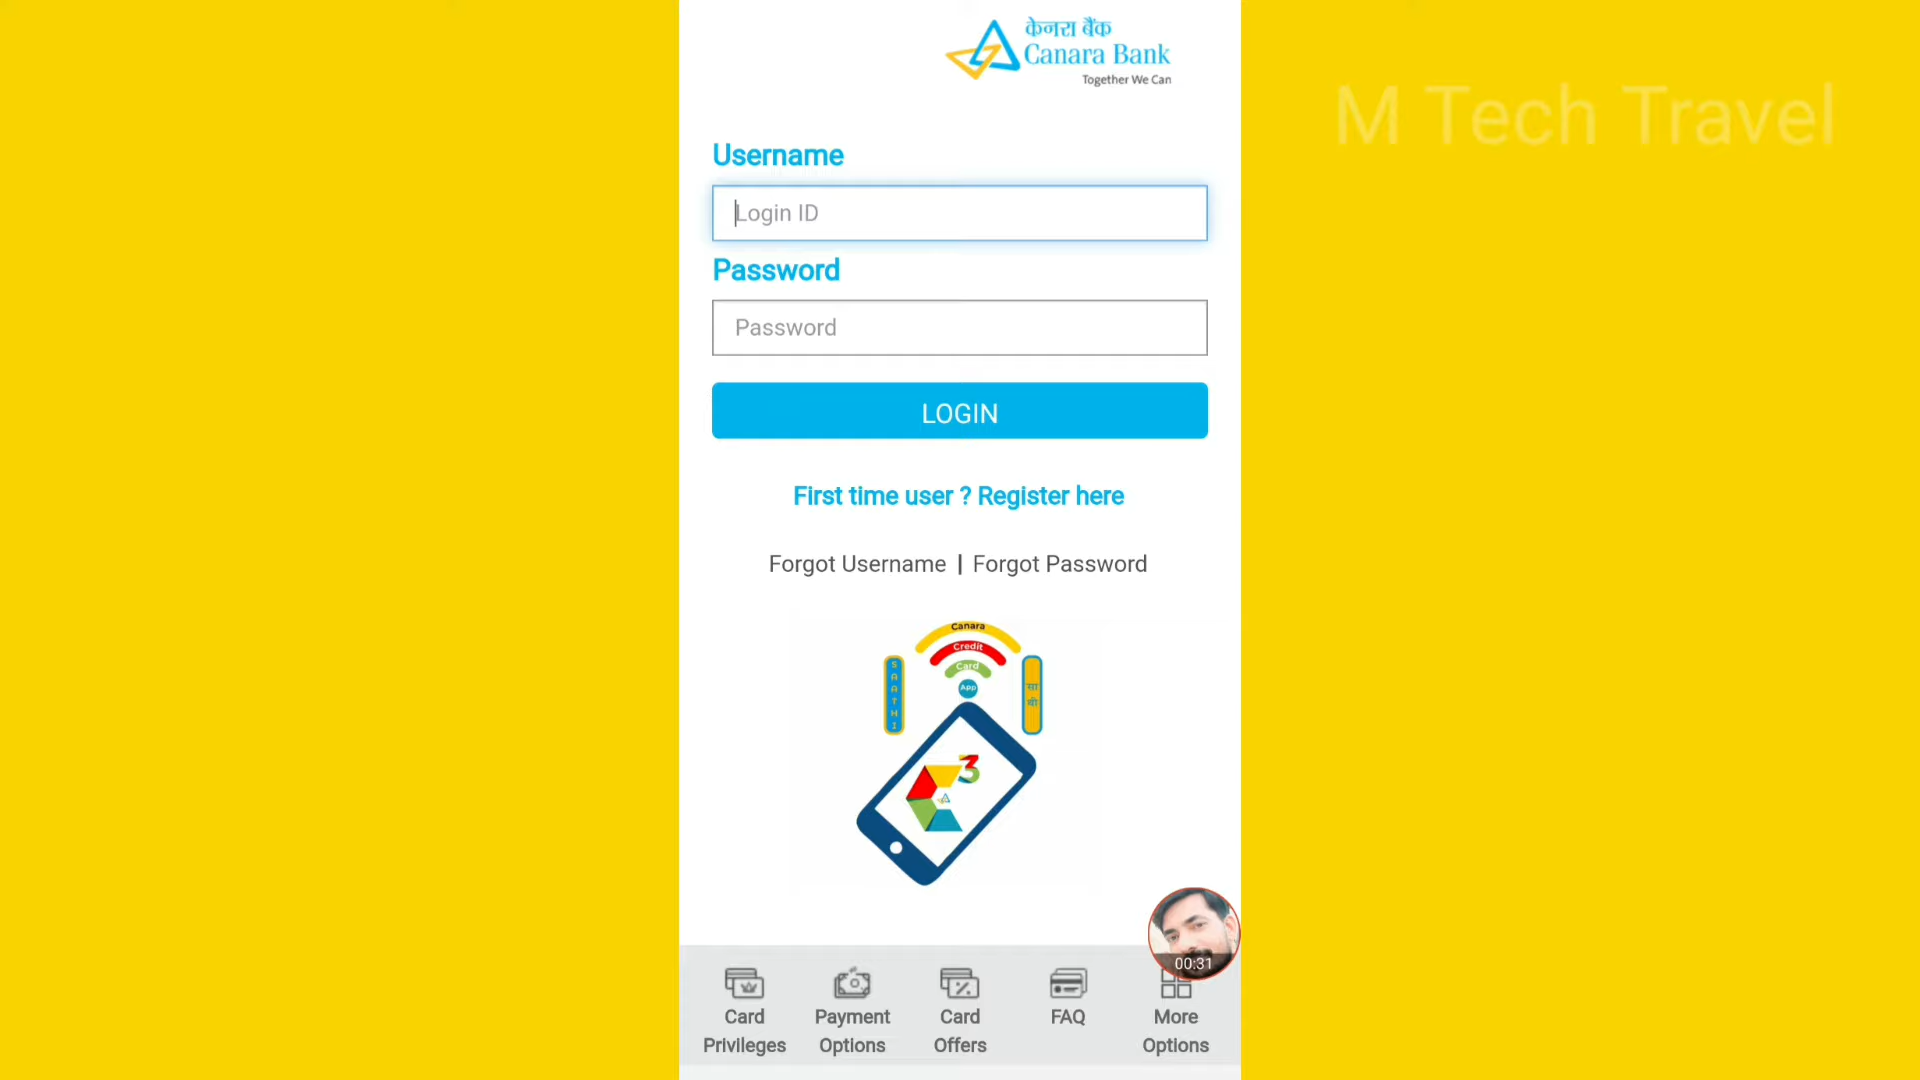 केनरा बैंक
Canara Bank
Together We Can
M Tech Travel
Username
Login ID
Password
Password
LOGIN
First time user ? Register here
Forgot Username | Forgot Password
Canara
Credit
Card
App
SAATHI
साथी
3
00:31
Card Privileges
Payment Options
Card Offers
FAQ
More Options